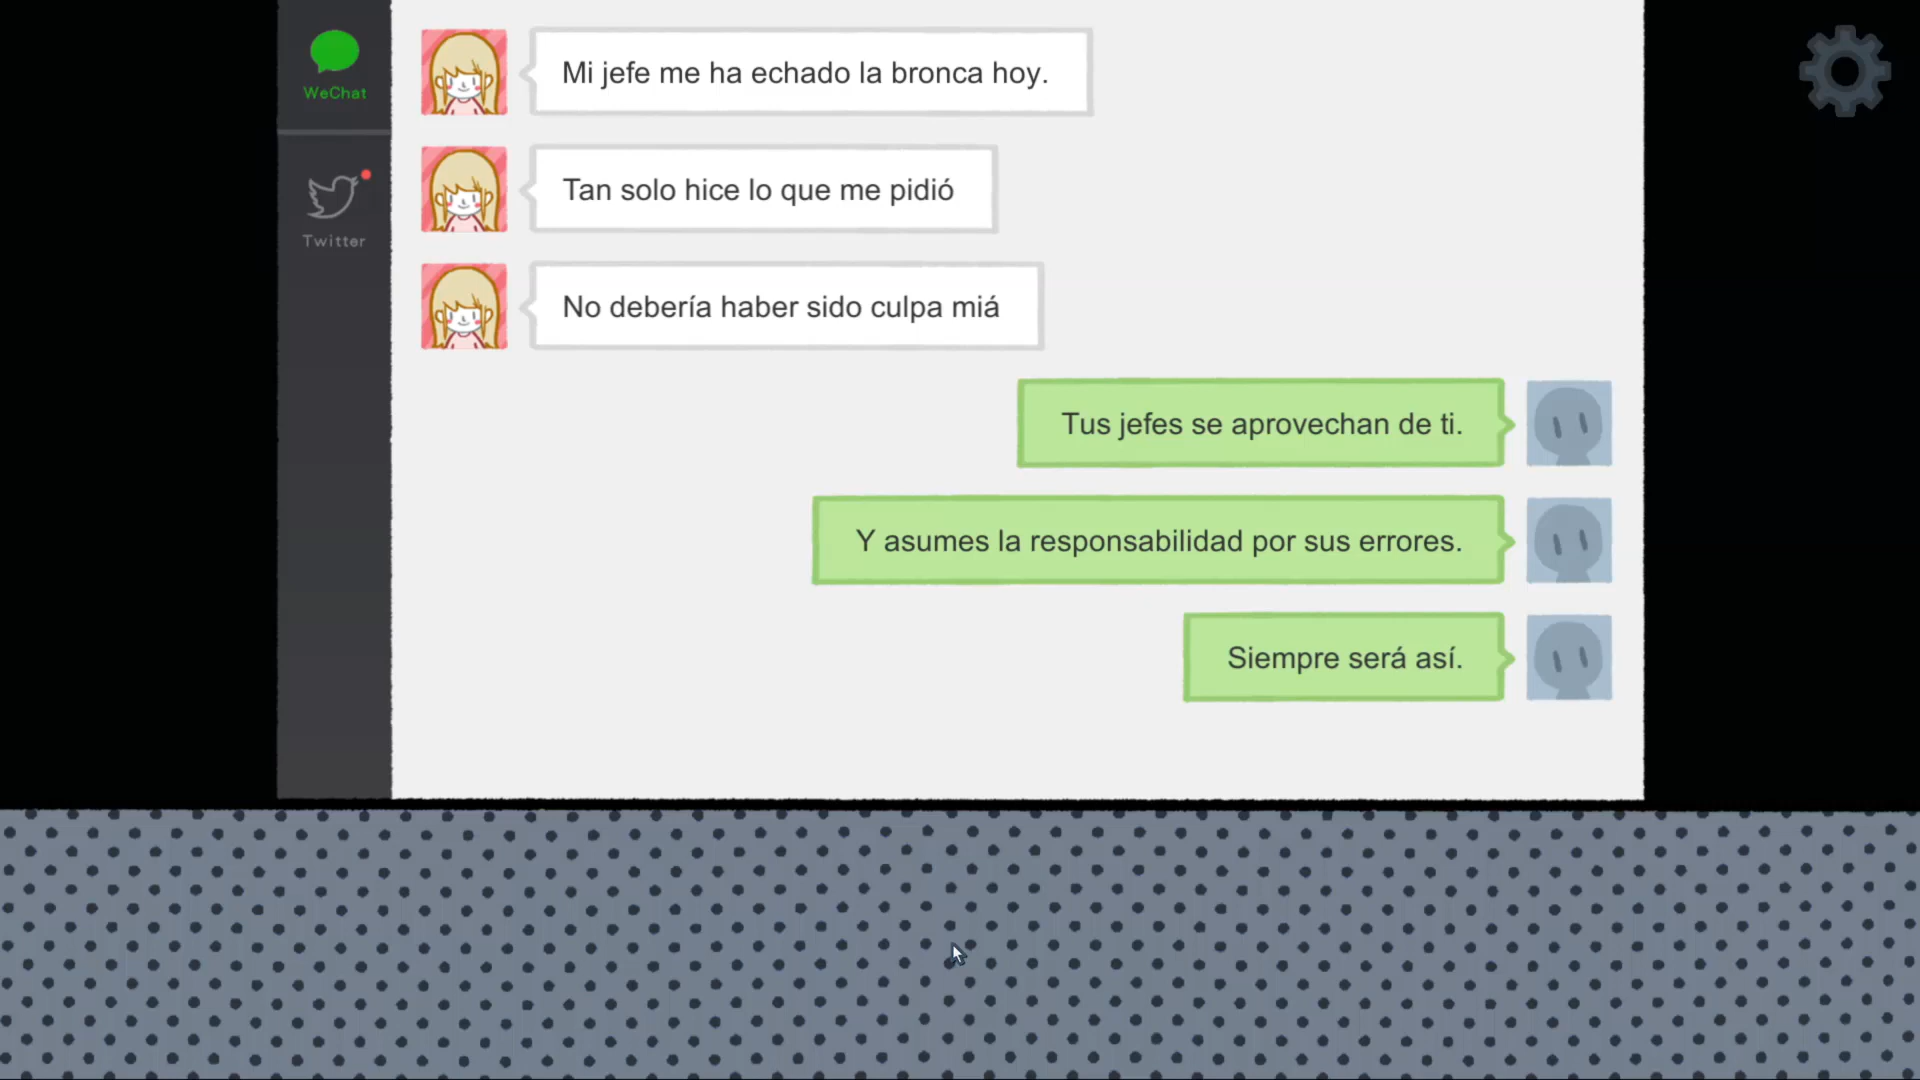 WeChat
Twitter
Mi jefe me ha echado la bronca hoy.
Tan solo hice lo que me pidió
No debería haber sido culpa miá
Tus jefes se aprovechan de ti.
Y asumes la responsabilidad por sus errores.
Siempre será así.